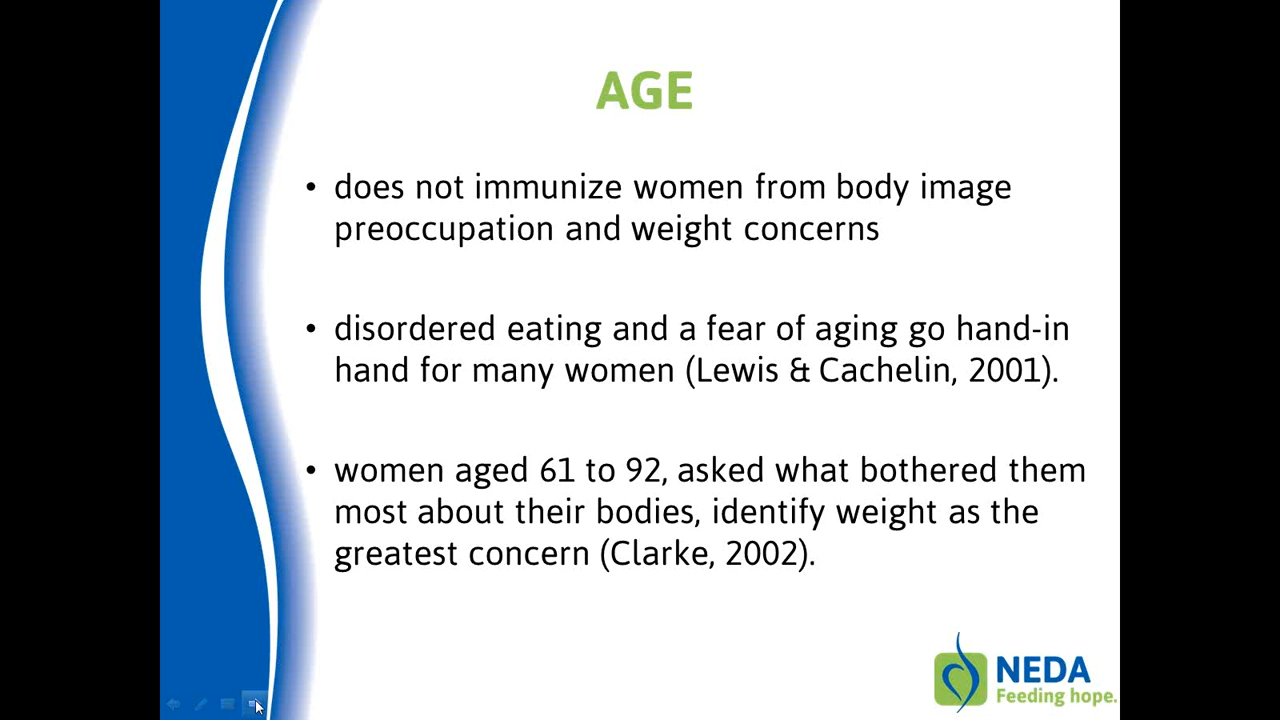 AGE
• does not immunize women from body image
preoccupation and weight concerns
• disordered eating and a fear of aging go hand-in
hand for many women (Lewis & Cachelin, 2001).
• women aged 61 to 92, asked what bothered them
most about their bodies, identify weight as the
greatest concern (Clarke, 2002).
NEDA
Feeding hope.